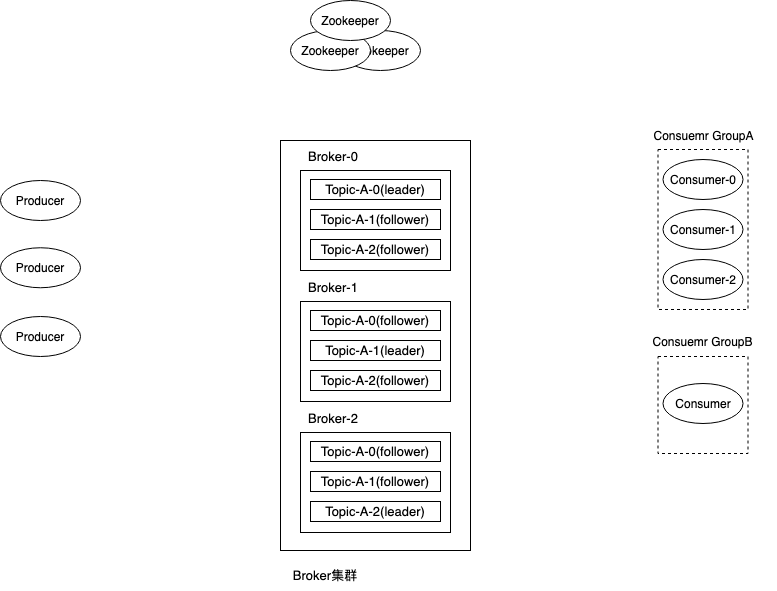 Zookeeper
Zookeeper
keeper
Consuemr GroupA
Broker-0
Consumer-0
Topic-A-0(leader)
Producer
Topic-A-1(follower)
Consumer-1
Topic-A-2(follower)
Producer
Consumer-2
Broker-1
Topic-A-0(follower)
Producer
Consuemr GroupB
Topic-A-1(leader)
Topic-A-2(follower)
Consumer
Broker-2
Topic-A-0(follower)
Topic-A-1(follower)
Topic-A-2(leader)
Broker集群